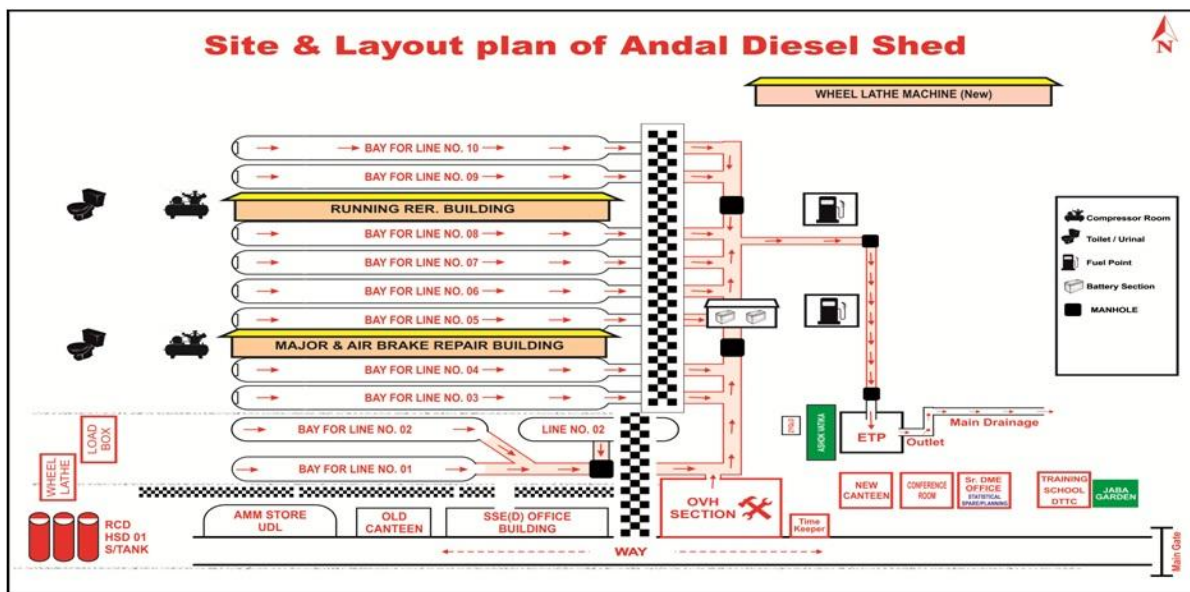 Site & Layout plan of Andal Diesel Shed
N
WHEEL LATHE MACHINE (New)
BAY FOR LINE NO. 10
BAY FOR LINE NO. 09
RUNNING RER. BUILDING
BAY FOR LINE NO. 08
BAY FOR LINE NO. 07
BAY FOR LINE NO. 06
BAY FOR LINE NO. 05
MAJOR & AIR BRAKE REPAIR BUILDING
BAY FOR LINE NO. 04
BAY FOR LINE NO. 03
BAY FOR LINE NO. 02
LINE NO. 02
BAY FOR LINE NO. 01
Compressor Room
Toilet / Urinal
Fuel Point
Battery Section
MANHOLE
LOAD
BOX
WHEEL
LATHE
RCD
HSD 01
S/TANK
AMM STORE
UDL
OLD
CANTEEN
SSE(D) OFFICE
BUILDING
OVH
SECTION
Time
Keeper
ASHOK VATIKA
ETP
Outlet
Main Drainage
NEW
CANTEEN
CONFERENCE
ROOM
Sr. DME
OFFICE
STATISTICAL
SPARE/PLANNING
TRAINING
SCHOOL
DTTC
JABA
GARDEN
WAY
Main Gate